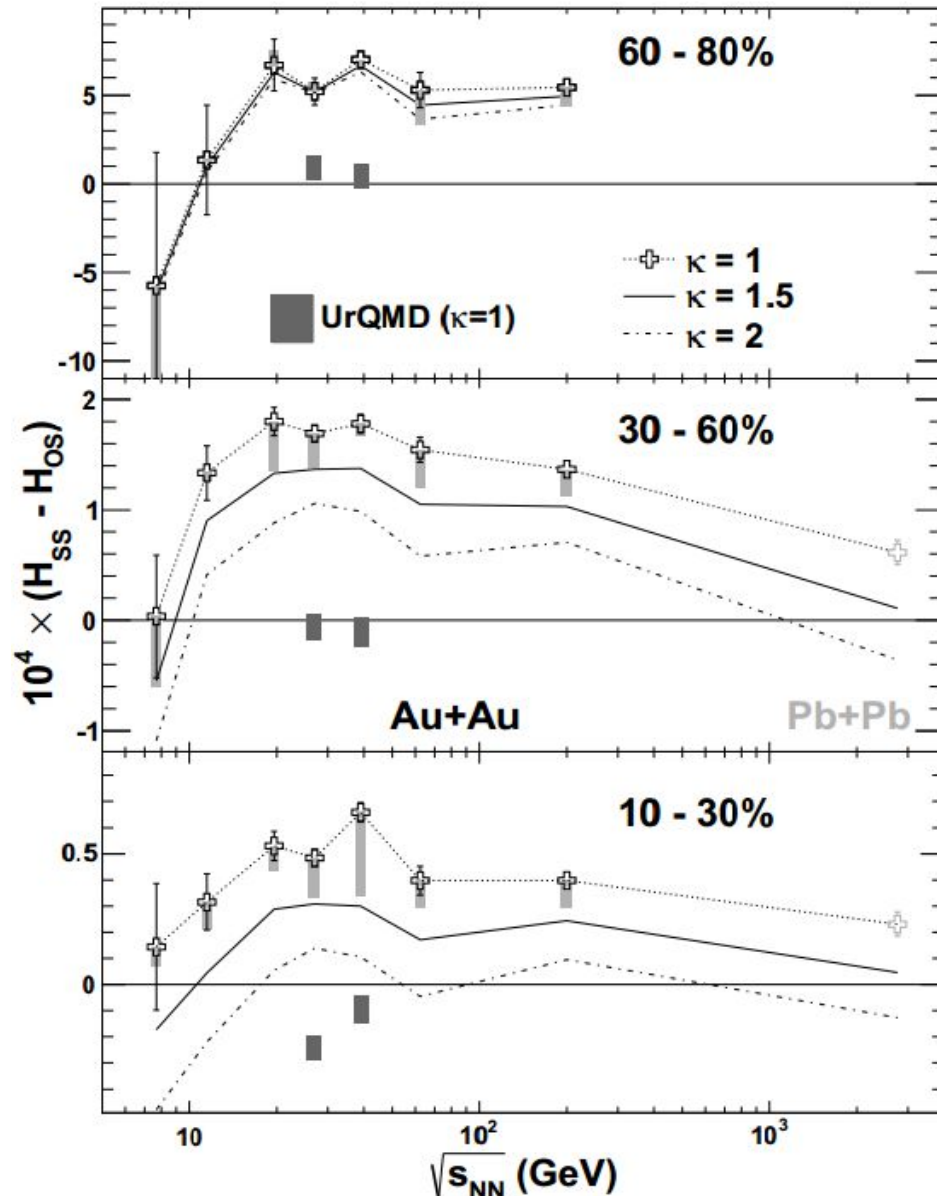 60 - 80%
5
0
-5
-10
κ = 1
κ = 1.5
κ = 2
UrQMD (κ=1)
10⁴ × (H_SS - H_OS)
30 - 60%
2
1
0
-1
Au+Au
Pb+Pb
10 - 30%
0.5
0
10
10²
10³
√s_NN (GeV)